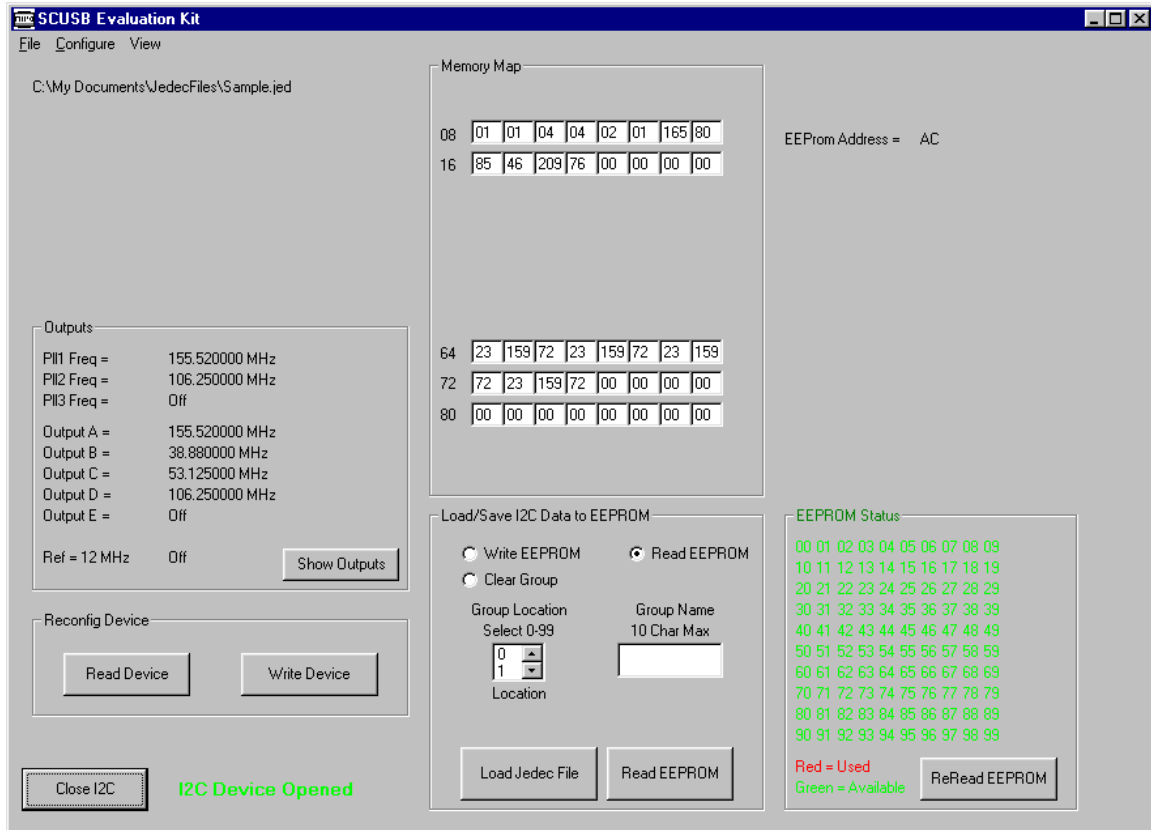 SCUSB Evaluation Kit
File Configure View
C:\My Documents\JedecFiles\Sample.jed
Memory Map
08 01 01 04 04 02 01 165 80
16 85 46 209 76 00 00 00 00
64 23 159 72 23 159 72 23 159
72 72 23 159 72 00 00 00 00
80 00 00 00 00 00 00 00 00
EEProm Address = AC
Outputs
Pll1 Freq = 155.520000 MHz
Pll2 Freq = 106.250000 MHz
Pll3 Freq = Off
Output A = 155.520000 MHz
Output B = 38.880000 MHz
Output C = 53.125000 MHz
Output D = 106.250000 MHz
Output E = Off
Ref = 12 MHz Off
Show Outputs
Reconfig Device
Read Device Write Device
Close I2C I2C Device Opened
Load/Save I2C Data to EEPROM
Write EEPROM Read EEPROM
Clear Group
Group Location
Select 0-99
0
1
Location
Group Name
10 Char Max
Load Jedec File Read EEPROM
EEPROM Status
00 01 02 03 04 05 06 07 08 09
10 11 12 13 14 15 16 17 18 19
20 21 22 23 24 25 26 27 28 29
30 31 32 33 34 35 36 37 38 39
40 41 42 43 44 45 46 47 48 49
50 51 52 53 54 55 56 57 58 59
60 61 62 63 64 65 66 67 68 69
70 71 72 73 74 75 76 77 78 79
80 81 82 83 84 85 86 87 88 89
90 91 92 93 94 95 96 97 98 99
Red = Used
Green = Available
ReRead EEPROM